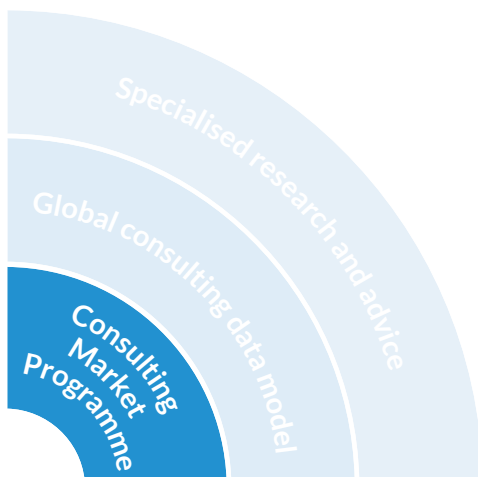 Specialised research and advice
Global consulting data model
Consulting
Market
Programme